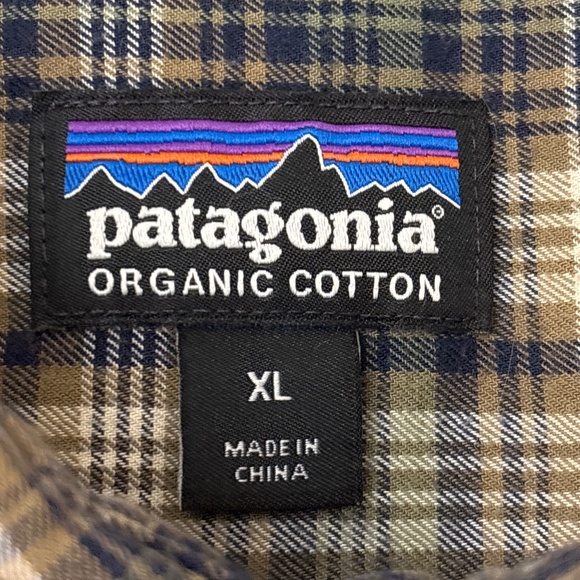 patagonia®
ORGANIC COTTON
XL
MADE IN
CHINA